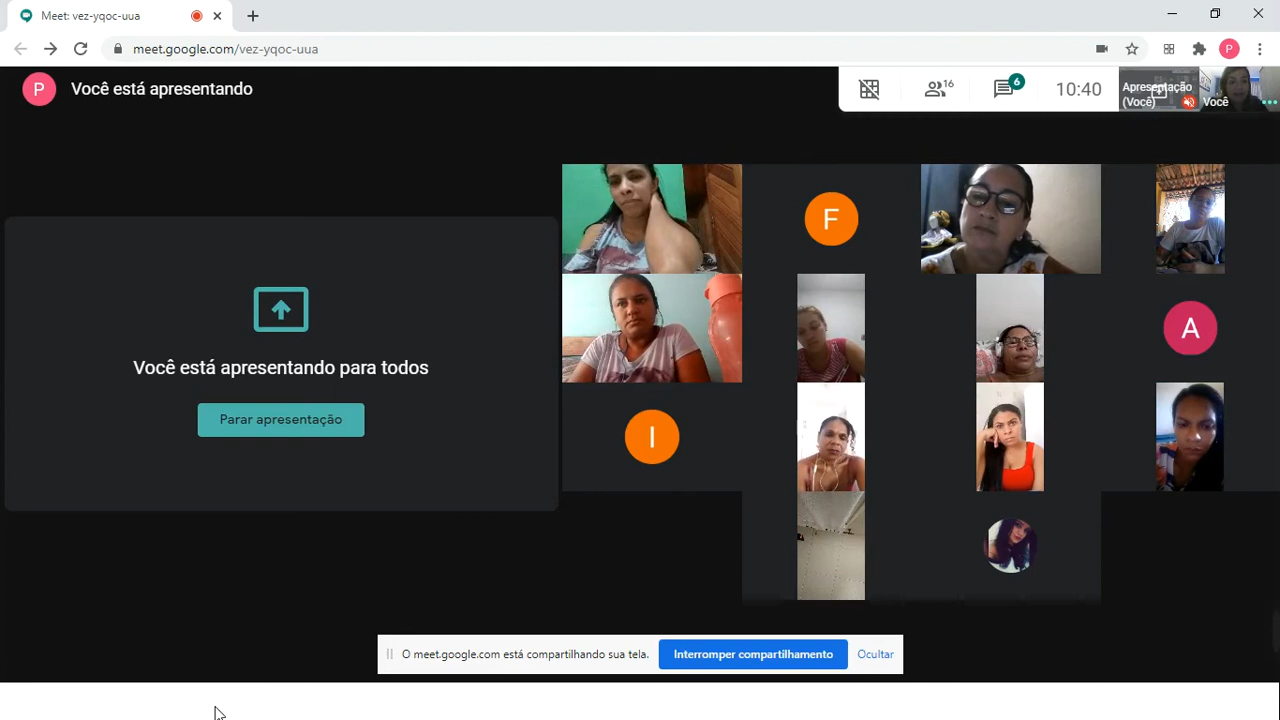 Meet: vez-yqoc-uua
meet.google.com/vez-yqoc-uua
P
P
Você está apresentando
16
6
10:40
Apresentação
(Você)
Você
F
A
I
Você está apresentando para todos
Parar apresentação
O meet.google.com está compartilhando sua tela.
Interromper compartilhamento
Ocultar